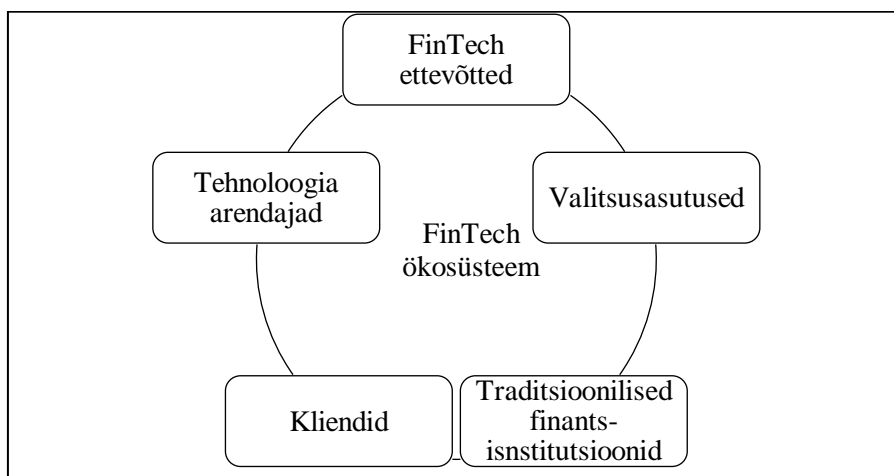 FinTech
ettevõtted
Tehnoloogia
arendajad
Valitsusasutused
FinTech
ökosüsteem
Kliendid
Traditsioonilised
finants-
isnstitutsioonid